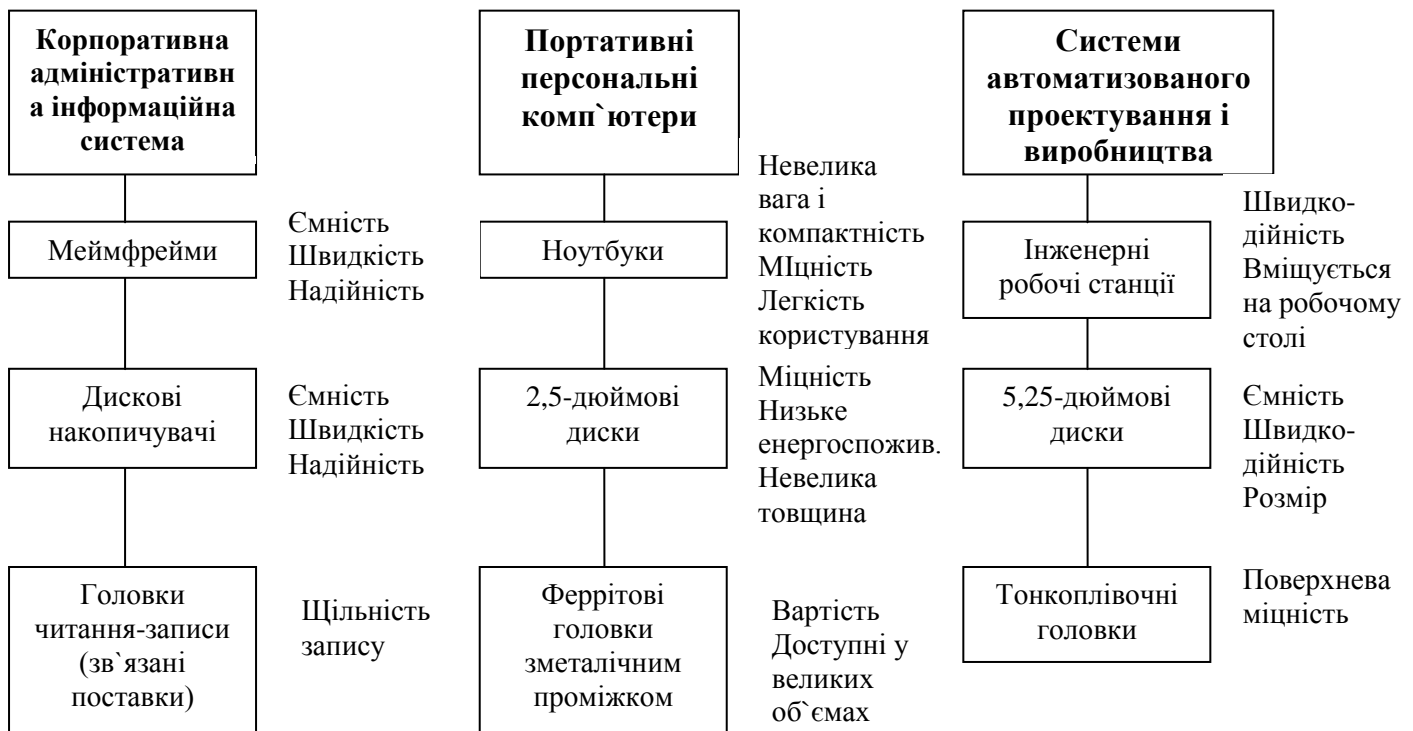 Корпоративна
адміністративн
а інформаційна
система
Меймфрейми
Ємність
Швидкість
Надійність
Дискові
накопичувачі
Ємність
Швидкість
Надійність
Головки
читання-записи
(зв`язані
поставки)
Щільність
запису
Портативні
персональні
комп`ютери
Ноутбуки
Невелика
вага і
компактність
МІцність
Легкість
користування
2,5-дюймові
диски
Міцність
Низьке
енергоспожив.
Невелика
товщина
Феррітові
головки
зметалічним
проміжком
Вартість
Доступні у
великих
об`ємах
Системи
автоматизованого
проектування і
виробництва
Інженерні
робочі станції
Швидко-
дійність
Вміщується
на робочому
столі
5,25-дюймові
диски
Ємність
Швидко-
дійність
Розмір
Тонкоплівочні
головки
Поверхнева
міцність